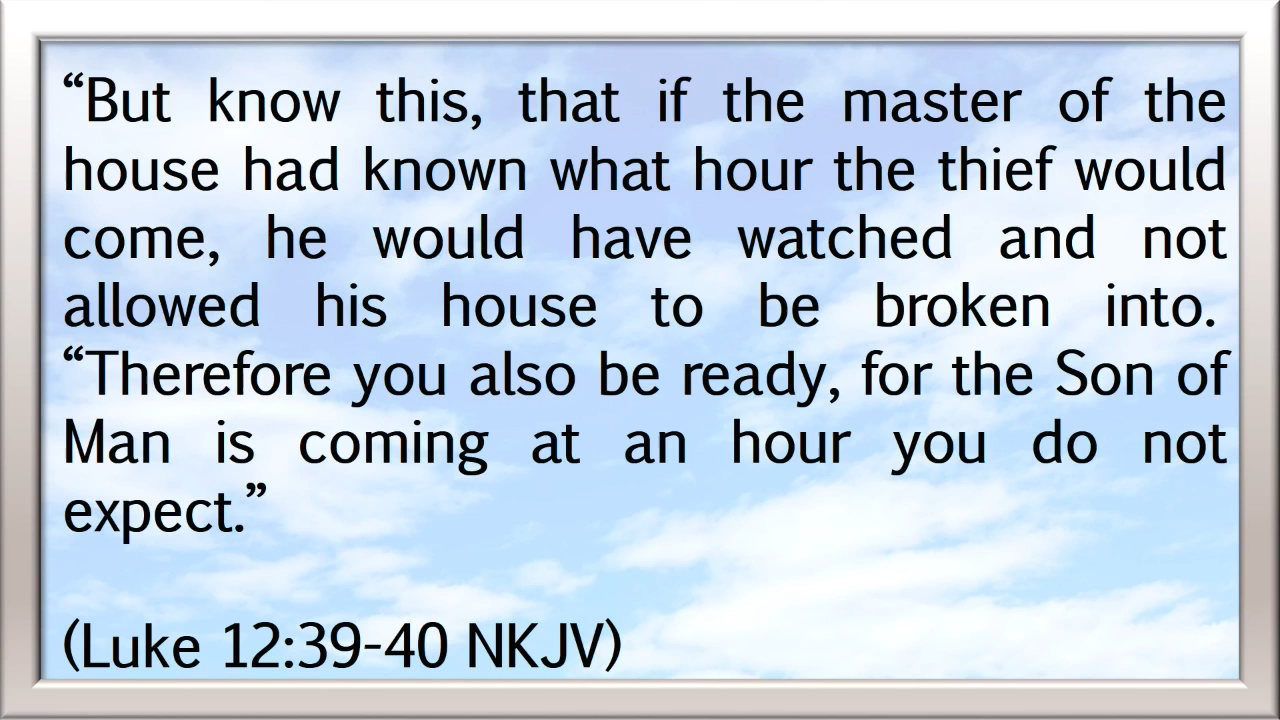 “But know this, that if the master of the
house had known what hour the thief would
come, he would have watched and not
allowed his house to be broken into.
“Therefore you also be ready, for the Son of
Man is coming at an hour you do not
expect.”
(Luke 12:39-40 NKJV)